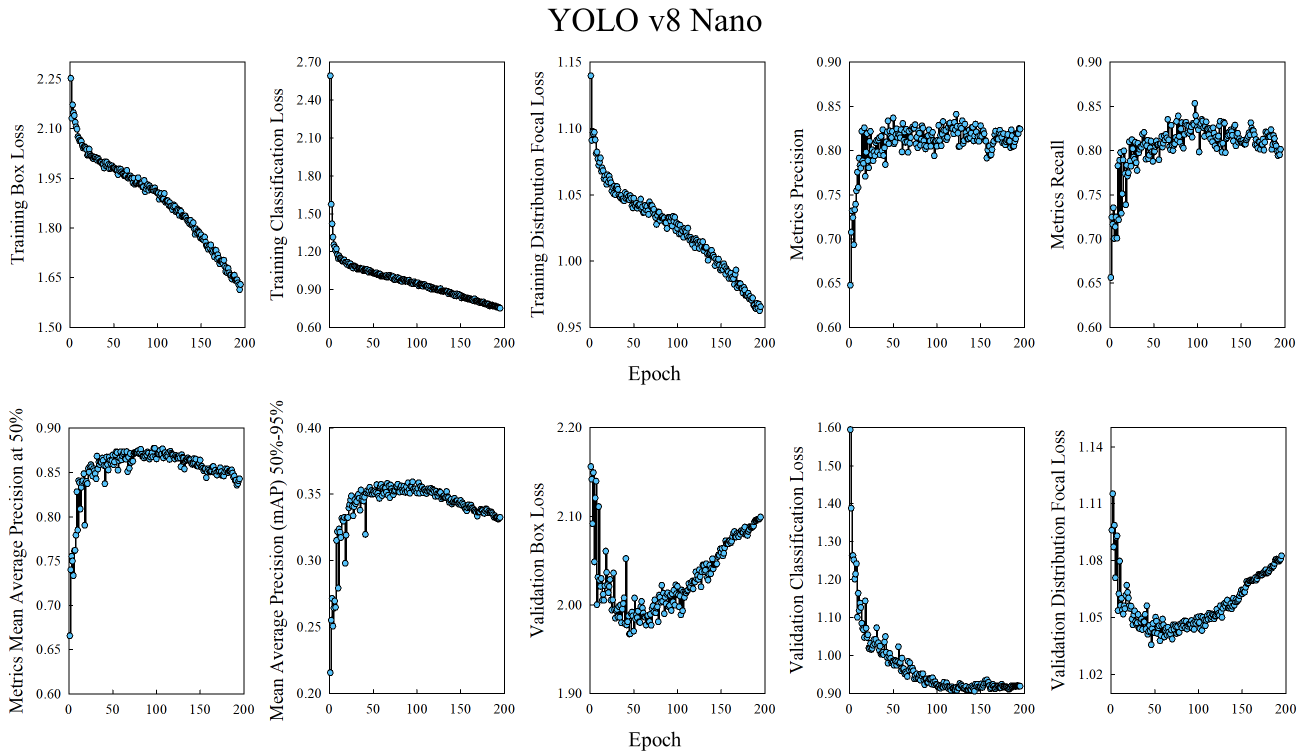 YOLO v8 Nano
Training Box Loss
2.25
2.10
1.95
1.80
1.65
1.50
0 50 100 150 200
Training Classification Loss
2.70
2.40
2.10
1.80
1.50
1.20
0.90
0.60
0 50 100 150 200
Training Distribution Focal Loss
1.15
1.10
1.05
1.00
0.95
0 50 100 150 200
Metrics Precision
0.90
0.85
0.80
0.75
0.70
0.65
0.60
0 50 100 150 200
Metrics Recall
0.90
0.85
0.80
0.75
0.70
0.65
0.60
0 50 100 150 200
Epoch
Metrics Mean Average Precision at 50%
0.90
0.85
0.80
0.75
0.70
0.65
0.60
0 50 100 150 200
Mean Average Precision (mAP) 50%-95%
0.40
0.35
0.30
0.25
0.20
0 50 100 150 200
Validation Box Loss
2.20
2.10
2.00
1.90
0 50 100 150 200
Validation Classification Loss
1.60
1.50
1.40
1.30
1.20
1.10
1.00
0.90
0 50 100 150 200
Validation Distribution Focal Loss
1.14
1.11
1.08
1.05
1.02
0 50 100 150 200
Epoch